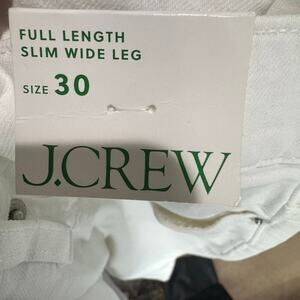 FULL LENGTH
SLIM WIDE LEG
SIZE 30
J.CREW